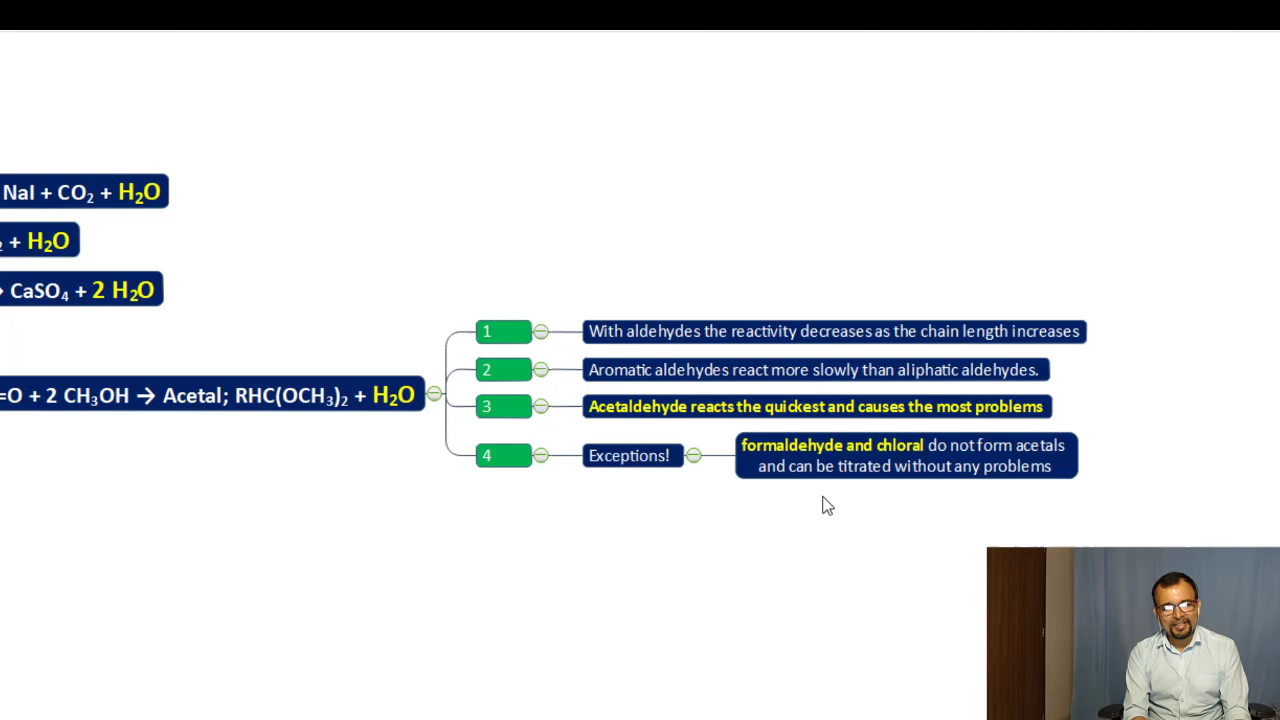 NaI + CO₂ + H₂O
₂ + H₂O
→ CaSO₄ + 2 H₂O
=O + 2 CH₃OH → Acetal; RHC(OCH₃)₂ + H₂O
1
With aldehydes the reactivity decreases as the chain length increases
2
Aromatic aldehydes react more slowly than aliphatic aldehydes.
3
Acetaldehyde reacts the quickest and causes the most problems
4
Exceptions!
formaldehyde and chloral do not form acetals
and can be titrated without any problems